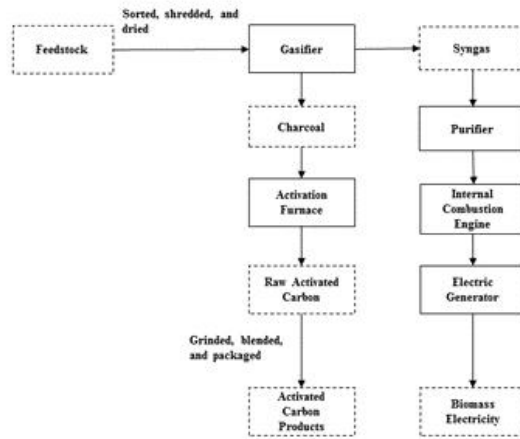 Sorted, shredded, and
dried
Feedstock
Gasifier
Syngas
Charcoal
Purifier
Activation
Furnace
Internal
Combustion
Engine
Raw Activated
Carbon
Electric
Generator
Grinded, blended,
and packaged
Activated
Carbon
Products
Biomass
Electricity